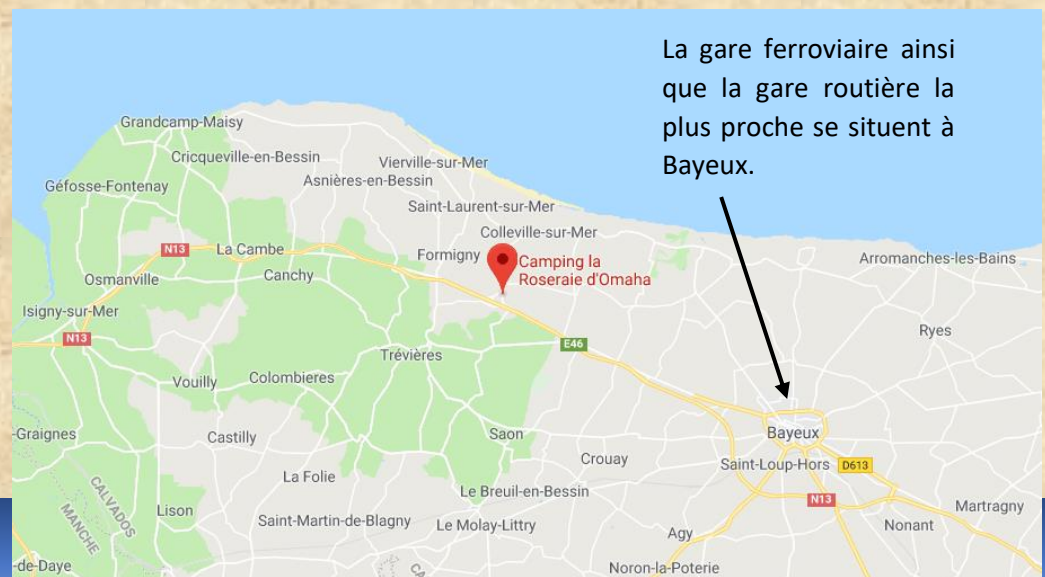 La gare ferroviaire ainsi
que la gare routière la
plus proche se situent à
Bayeux.
Grandcamp-Maisy
Cricqueville-en-Bessin
Vierville-sur-Mer
Géfosse-Fontenay
Asnières-en-Bessin
Saint-Laurent-sur-Mer
Colleville-sur-Mer
N13
La Cambe
Formigny
Camping la
Roseraie d'Omaha
Arromanches-les-Bains
Osmanville
Canchy
Isigny-sur-Mer
Ryes
N13
E46
Trévières
Vouilly
Colombieres
-Graignes
Castilly
Saon
Bayeux
Crouay
Saint-Loup-Hors
D613
La Folie
Le Breuil-en-Bessin
N13
CALVADOS
MANCHE
Lison
Saint-Martin-de-Blagny
Le Molay-Littry
Martragny
Nonant
Agy
-de-Daye
CA
Noron-la-Poterie